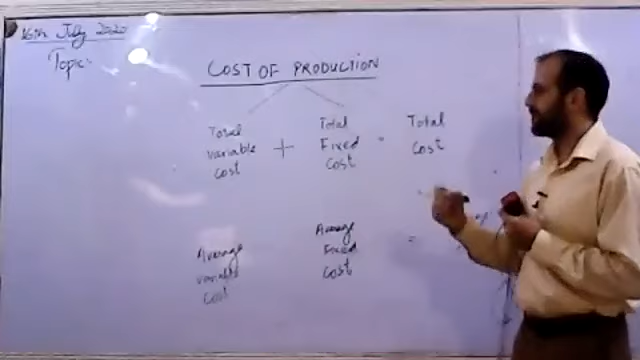 16th July 2020
Topic:
COST OF PRODUCTION
Total variable cost + Total Fixed Cost = Total Cost
Average variable cost
Average Fixed Cost =